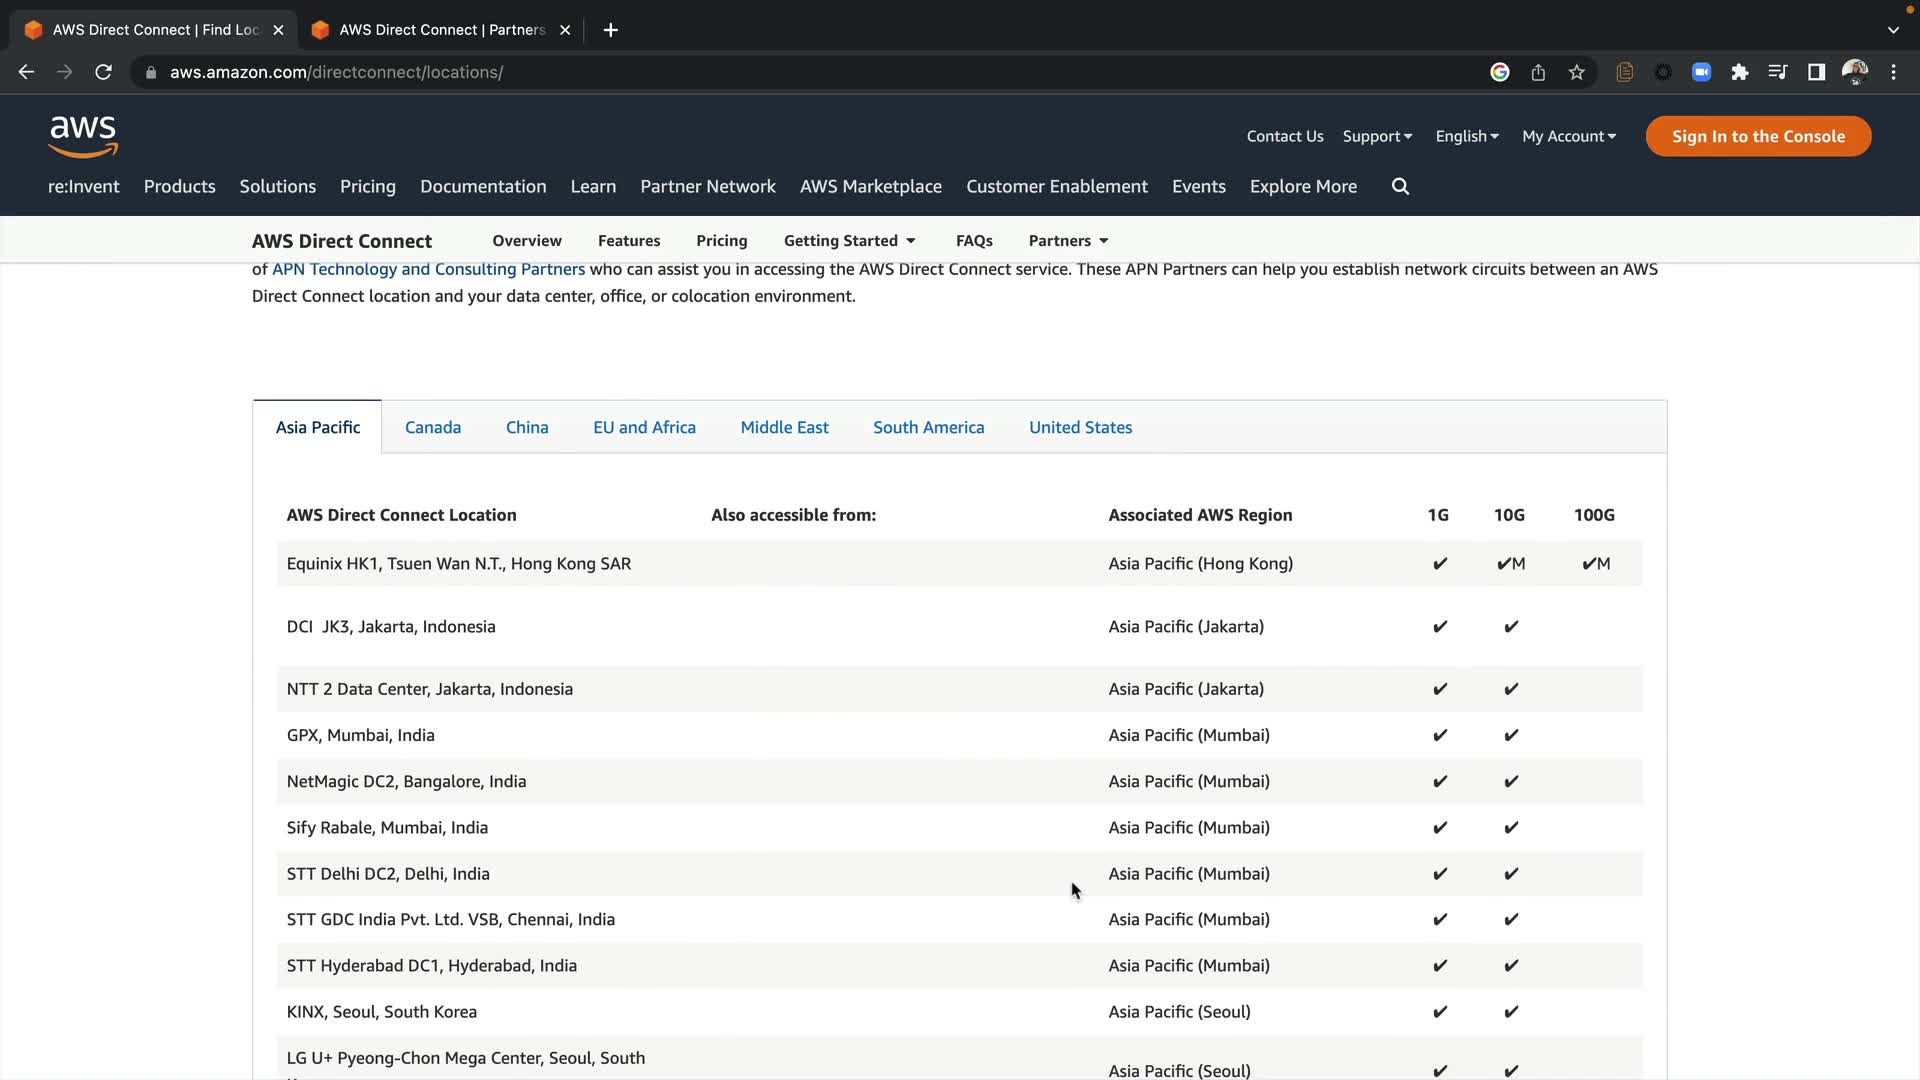 AWS Direct Connect | Find Loc
AWS Direct Connect | Partners
aws.amazon.com/directconnect/locations/
aws
Contact Us Support English My Account Sign In to the Console
re:Invent Products Solutions Pricing Documentation Learn Partner Network AWS Marketplace Customer Enablement Events Explore More
AWS Direct Connect Overview Features Pricing Getting Started FAQs Partners
of APN Technology and Consulting Partners who can assist you in accessing the AWS Direct Connect service. These APN Partners can help you establish network circuits between an AWS
Direct Connect location and your data center, office, or colocation environment.
Asia Pacific Canada China EU and Africa Middle East South America United States
AWS Direct Connect Location Also accessible from: Associated AWS Region 1G 10G 100G
Equinix HK1, Tsuen Wan N.T., Hong Kong SAR Asia Pacific (Hong Kong) ✔ ✔M ✔M
DCI JK3, Jakarta, Indonesia Asia Pacific (Jakarta) ✔ ✔
NTT 2 Data Center, Jakarta, Indonesia Asia Pacific (Jakarta) ✔ ✔
GPX, Mumbai, India Asia Pacific (Mumbai) ✔ ✔
NetMagic DC2, Bangalore, India Asia Pacific (Mumbai) ✔ ✔
Sify Rabale, Mumbai, India Asia Pacific (Mumbai) ✔ ✔
STT Delhi DC2, Delhi, India Asia Pacific (Mumbai) ✔ ✔
STT GDC India Pvt. Ltd. VSB, Chennai, India Asia Pacific (Mumbai) ✔ ✔
STT Hyderabad DC1, Hyderabad, India Asia Pacific (Mumbai) ✔ ✔
KINX, Seoul, South Korea Asia Pacific (Seoul) ✔ ✔
LG U+ Pyeong-Chon Mega Center, Seoul, South
Asia Pacific (Seoul) ✔ ✔